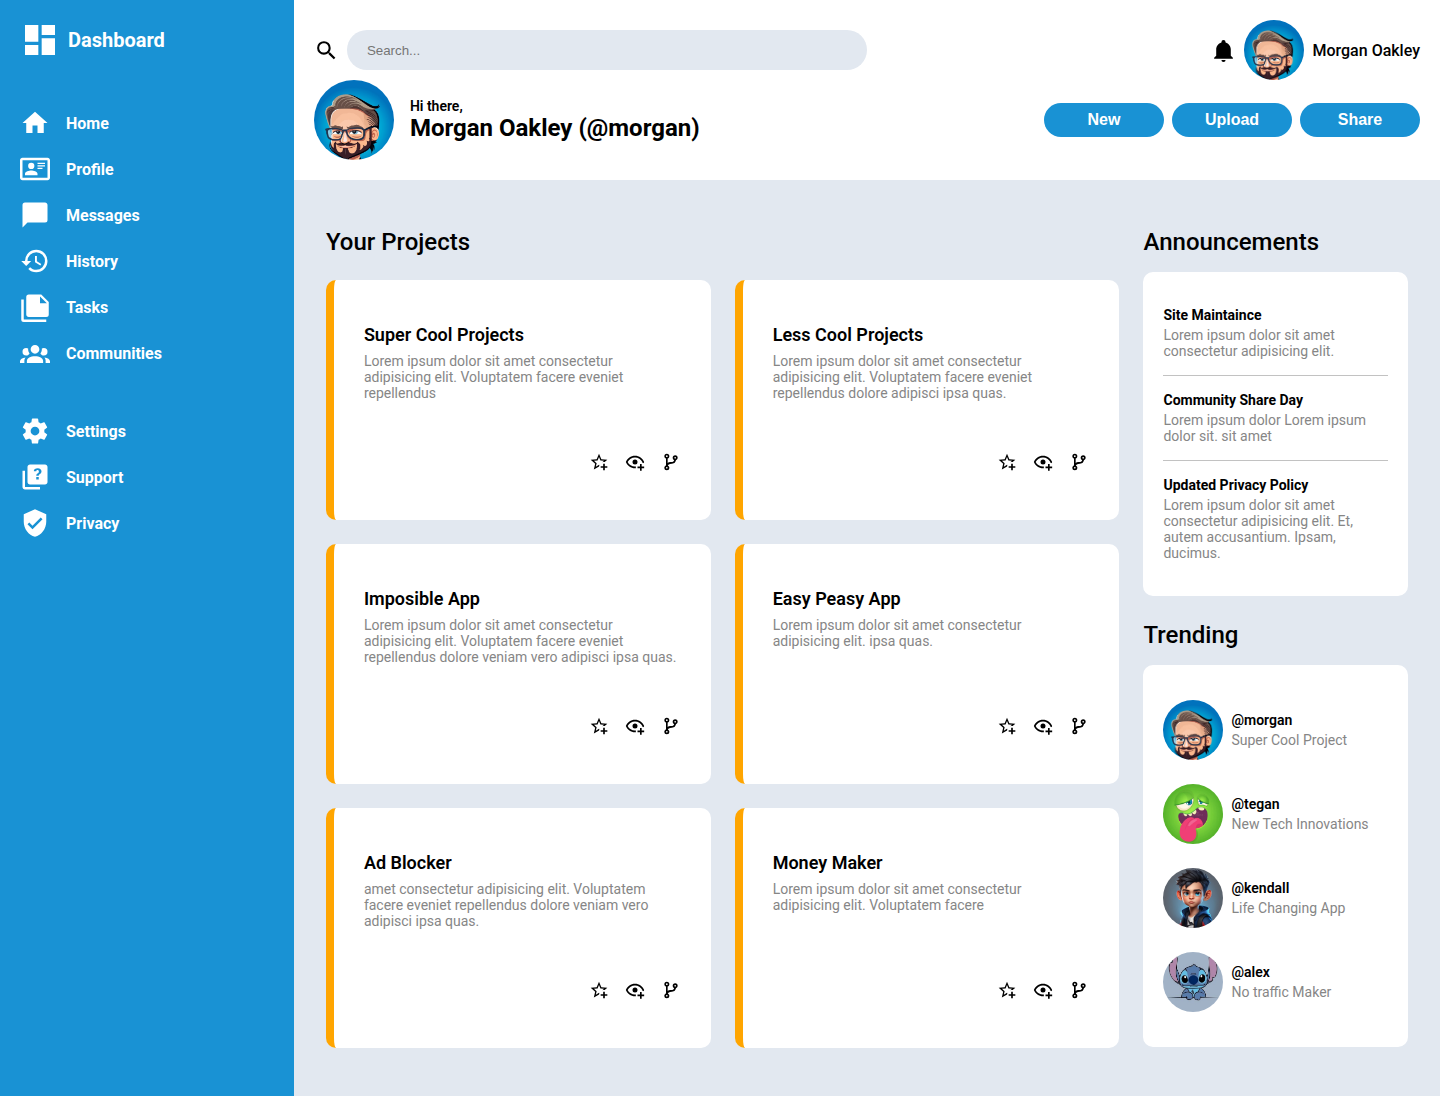 Dashboard
Home
Profile
Messages
History
Tasks
Communities
Settings
Support
Privacy
Search...
Morgan Oakley
Hi there,
Morgan Oakley (@morgan)
New
Upload
Share
Your Projects
Super Cool Projects
Lorem ipsum dolor sit amet consectetur
adipisicing elit. Voluptatem facere eveniet
repellendus
Less Cool Projects
Lorem ipsum dolor sit amet consectetur
adipisicing elit. Voluptatem facere eveniet
repellendus dolore adipisci ipsa quas.
Imposible App
Lorem ipsum dolor sit amet consectetur
adipisicing elit. Voluptatem facere eveniet
repellendus dolore veniam vero adipisci ipsa quas.
Easy Peasy App
Lorem ipsum dolor sit amet consectetur
adipisicing elit. ipsa quas.
Ad Blocker
amet consectetur adipisicing elit. Voluptatem
facere eveniet repellendus dolore veniam vero
adipisci ipsa quas.
Money Maker
Lorem ipsum dolor sit amet consectetur
adipisicing elit. Voluptatem facere
Announcements
Site Maintaince
Lorem ipsum dolor sit amet
consectetur adipisicing elit.
Community Share Day
Lorem ipsum dolor Lorem ipsum
dolor sit. sit amet
Updated Privacy Policy
Lorem ipsum dolor sit amet
consectetur adipisicing elit. Et,
autem accusantium. Ipsam,
ducimus.
Trending
@morgan
Super Cool Project
@tegan
New Tech Innovations
@kendall
Life Changing App
@alex
No traffic Maker